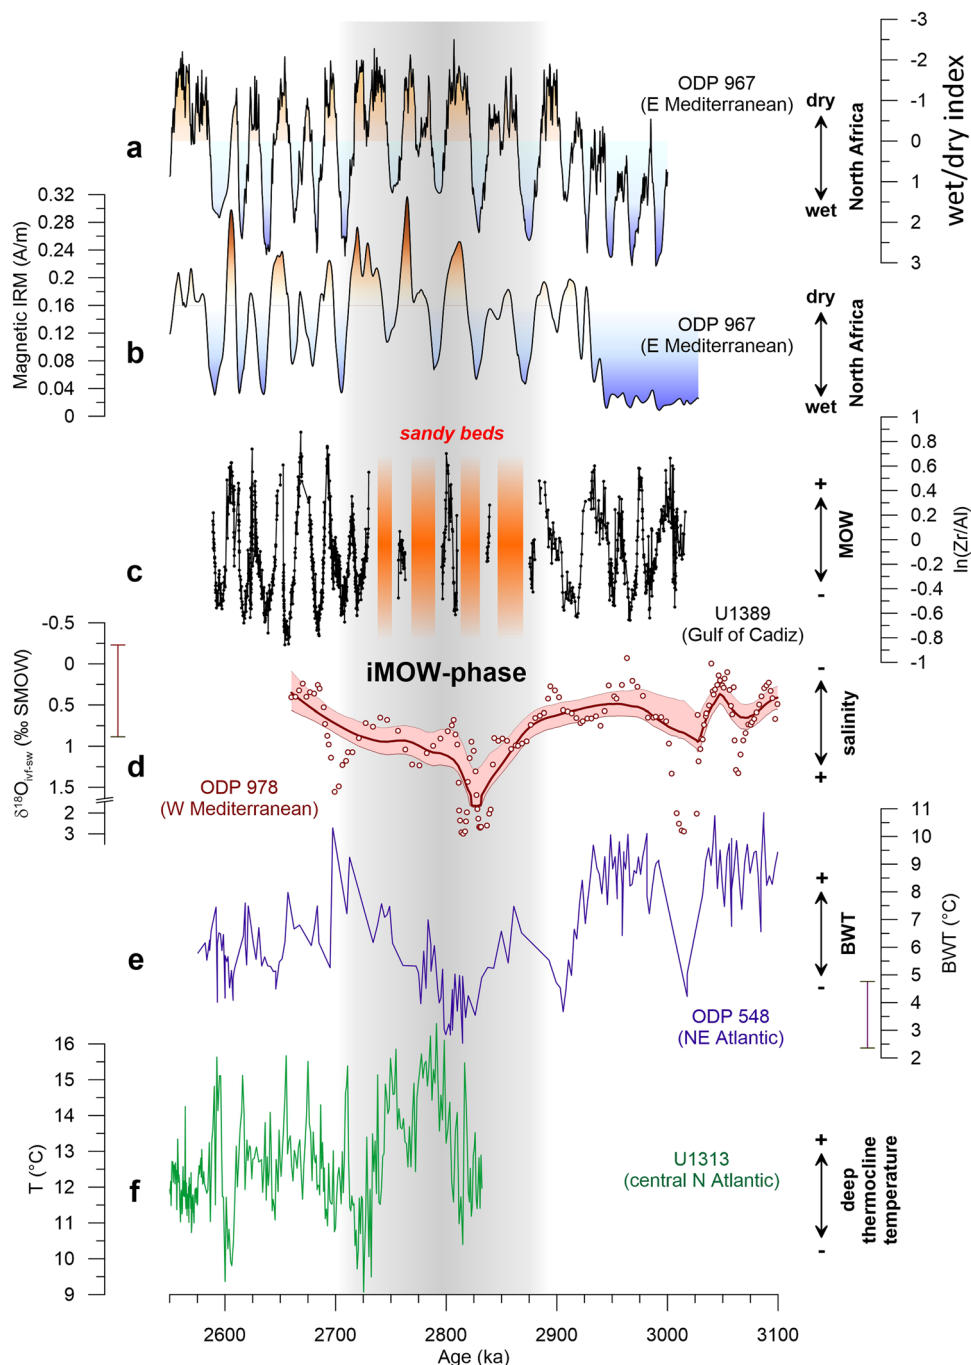 -3
-2
-1
0
1
2
3
wet/dry index
ODP 967
(E Mediterranean)
dry
wet
North Africa
a
0.32
0.28
0.24
0.2
0.16
0.12
0.08
0.04
0
Magnetic IRM (A/m)
ODP 967
(E Mediterranean)
dry
wet
North Africa
b
sandy beds
1
0.8
0.6
0.4
0.2
0
-0.2
-0.4
-0.6
-0.8
-1
ln(Zr/Al)
+
MOW
-
c
U1389
(Gulf of Cadiz)
iMOW-phase
-0.5
0
0.5
1
1.5
2
3
δ18Oivf-sw (‰ SMOW)
-
salinity
+
d
ODP 978
(W Mediterranean)
11
10
9
8
7
6
5
4
3
2
BWT (°C)
+
BWT
-
e
ODP 548
(NE Atlantic)
16
15
14
13
12
11
10
9
T (°C)
U1313
(central N Atlantic)
+
deep
thermocline
temperature
-
f
2600
2700
2800
2900
3000
3100
Age (ka)